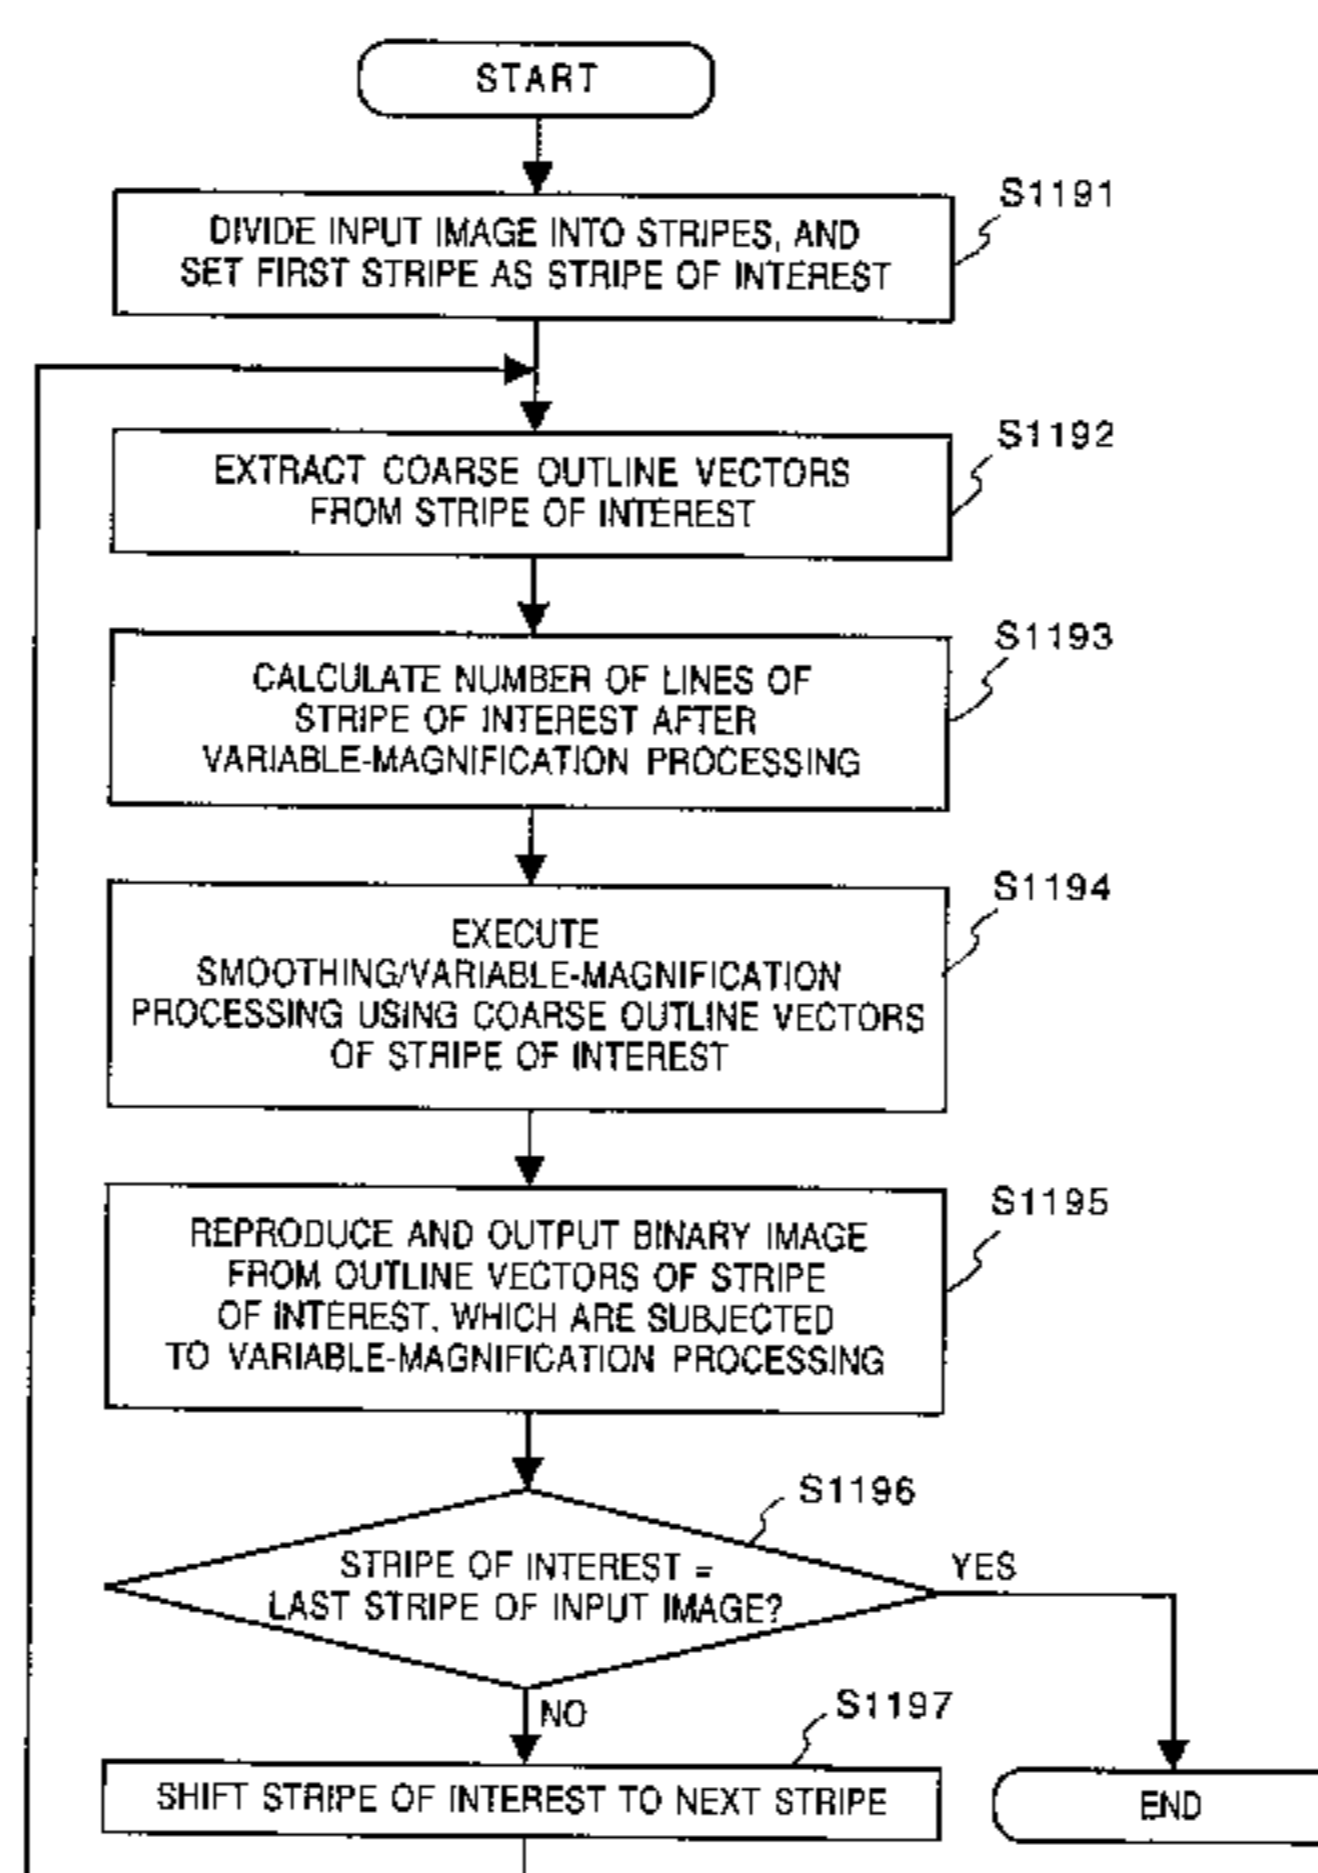 START
S1191
DIVIDE INPUT IMAGE INTO STRIPES, AND
SET FIRST STRIPE AS STRIPE OF INTEREST
S1192
EXTRACT COARSE OUTLINE VECTORS
FROM STRIPE OF INTEREST
S1193
CALCULATE NUMBER OF LINES OF
STRIPE OF INTEREST AFTER
VARIABLE-MAGNIFICATION PROCESSING
S1194
EXECUTE
SMOOTHING/VARIABLE-MAGNIFICATION
PROCESSING USING COARSE OUTLINE VECTORS
OF STRIPE OF INTEREST
S1195
REPRODUCE AND OUTPUT BINARY IMAGE
FROM OUTLINE VECTORS OF STRIPE
OF INTEREST, WHICH ARE SUBJECTED
TO VARIABLE-MAGNIFICATION PROCESSING
S1196
STRIPE OF INTEREST =
LAST STRIPE OF INPUT IMAGE?
YES
NO
S1197
SHIFT STRIPE OF INTEREST TO NEXT STRIPE
END